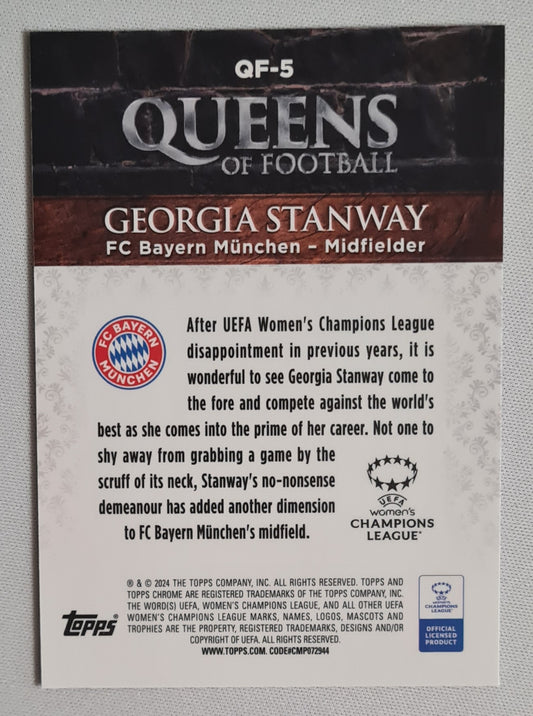 QF-5
QUEENS
OF FOOTBALL
GEORGIA STANWAY
FC Bayern München – Midfielder
FC BAYERN
MÜNCHEN
After UEFA Women's Champions League
disappointment in previous years, it is
wonderful to see Georgia Stanway come to
the fore and compete against the world's
best as she comes into the prime of her career. Not one to
shy away from grabbing a game by the
scruff of its neck, Stanway's no-nonsense
demeanour has added another dimension
to FC Bayern München's midfield.
UEFA
women's
CHAMPIONS
LEAGUE
® & © 2024 THE TOPPS COMPANY, INC. ALL RIGHTS RESERVED. TOPPS AND
TOPPS CHROME ARE REGISTERED TRADEMARKS OF THE TOPPS COMPANY, INC.
THE WORD(S) UEFA, WOMEN'S CHAMPIONS LEAGUE, AND ALL OTHER UEFA
WOMEN'S CHAMPIONS LEAGUE MARKS, NAMES, LOGOS, MASCOTS AND
TROPHIES ARE THE PROPERTY, REGISTERED TRADEMARKS, DESIGNS AND/OR
COPYRIGHT OF UEFA. ALL RIGHTS RESERVED.
WWW.TOPPS.COM. CODE#CMP072944
topps®
women's
CHAMPIONS
LEAGUE
OFFICIAL
LICENSED
PRODUCT